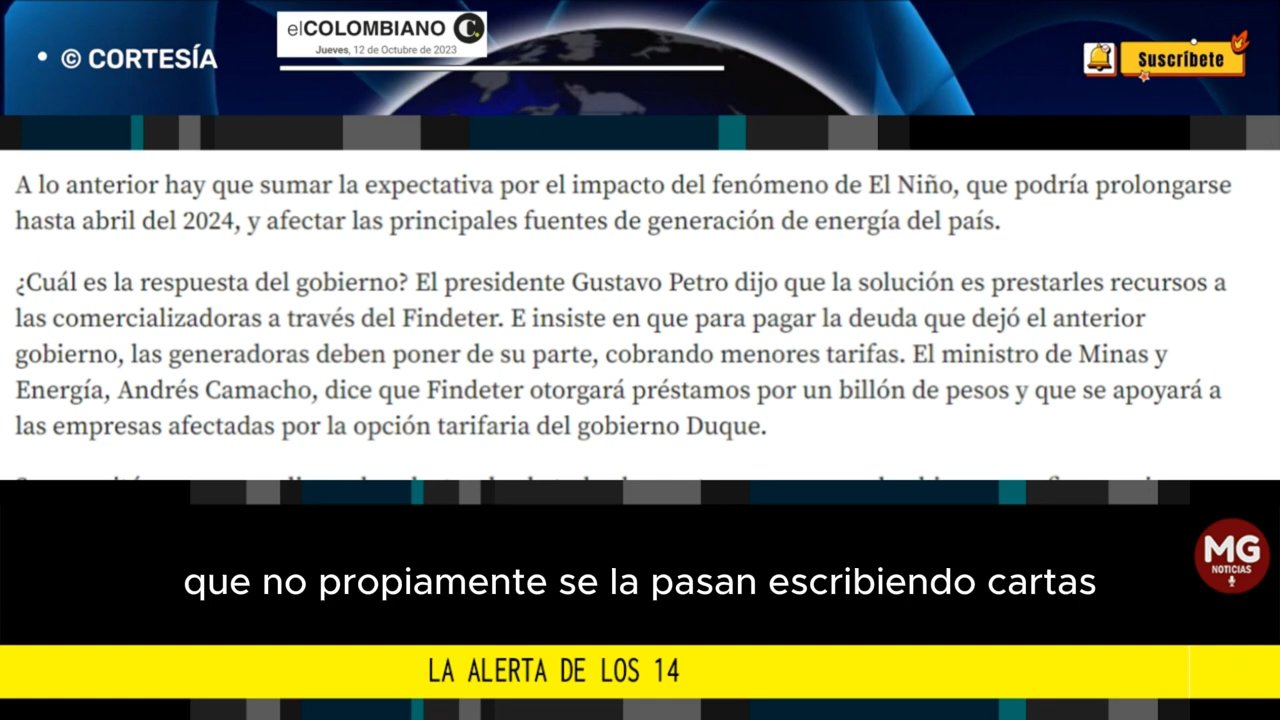 • © CORTESÍA
elCOLOMBIANO
Jueves, 12 de Octubre de 2023
Suscríbete
A lo anterior hay que sumar la expectativa por el impacto del fenómeno de El Niño, que podría prolongarse
hasta abril del 2024, y afectar las principales fuentes de generación de energía del país.
¿Cuál es la respuesta del gobierno? El presidente Gustavo Petro dijo que la solución es prestarles recursos a
las comercializadoras a través del Findeter. E insiste en que para pagar la deuda que dejó el anterior
gobierno, las generadoras deben poner de su parte, cobrando menores tarifas. El ministro de Minas y
Energía, Andrés Camacho, dice que Findeter otorgará préstamos por un billón de pesos y que se apoyará a
las empresas afectadas por la opción tarifaria del gobierno Duque.
MG
NOTICIAS
que no propiamente se la pasan escribiendo cartas
LA ALERTA DE LOS 14